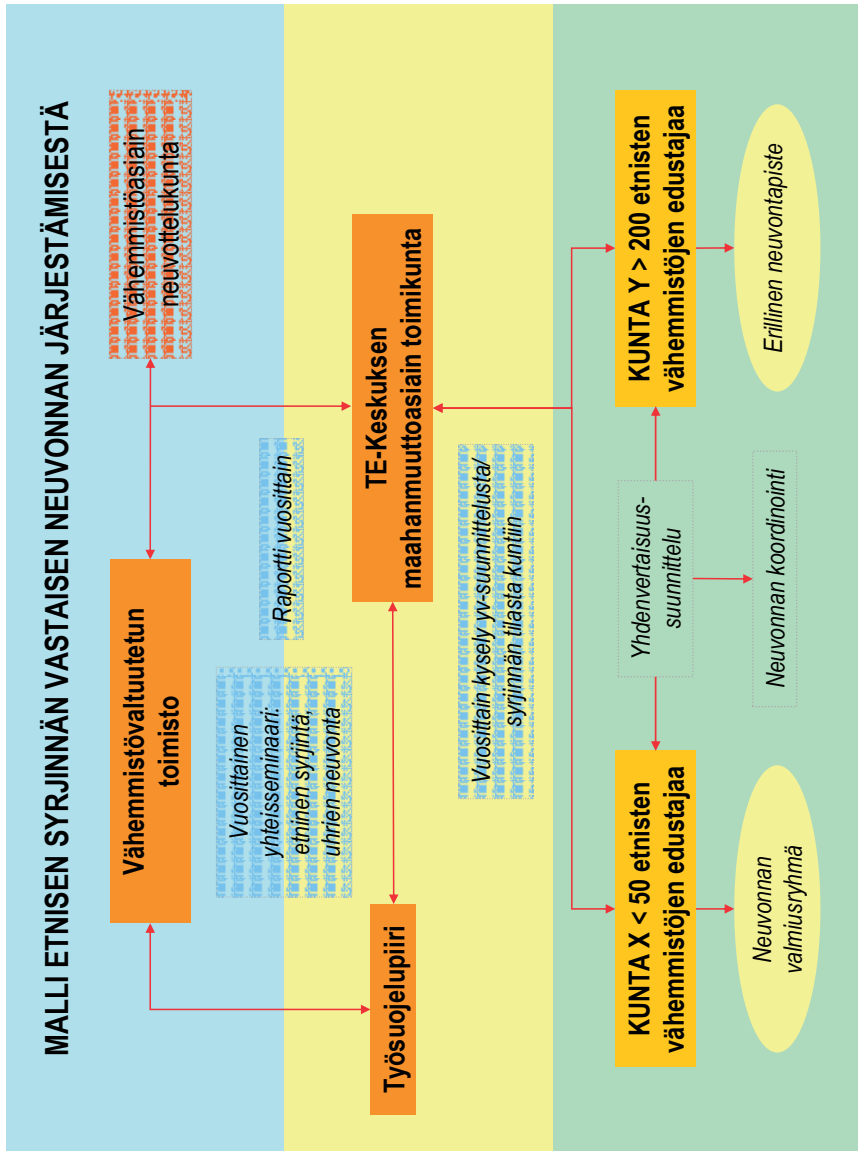 MALLI ETNISEN SYRJINNÄN VASTAISEN NEUVONNAN JÄRJESTÄMISESTÄ
Vähemmistövaltuutetun
toimisto
Vähemmistöasiain
neuvottelukunta
Vuosittainen
yhteisseminaari:
etninen syrjintä,
uhrien neuvonta
Raportti vuosittain
Työsuojelupiiri
TE-Keskuksen
maahanmuuttoasiain toimikunta
Vuosittain kysely yv-suunnittelusta/
syrjinnän tilasta kuntiin
KUNTA X < 50 etnisten
vähemmistöjen edustajaa
Yhdenvertaisuus-
suunnittelu
KUNTA Y > 200 etnisten
vähemmistöjen edustajaa
Neuvonnan
valmiusryhmä
Neuvonnan koordinointi
Erillinen neuvontapiste